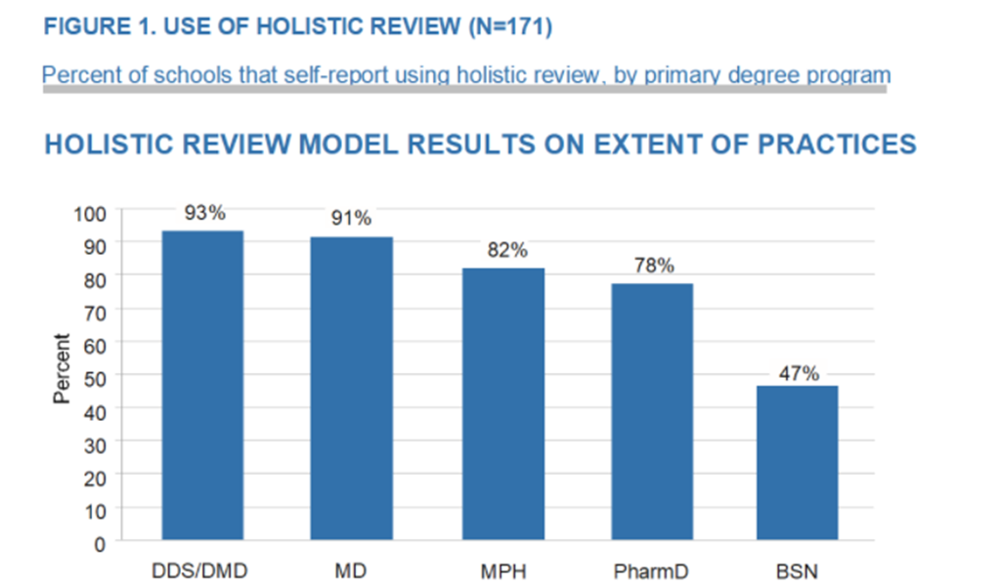 FIGURE 1. USE OF HOLISTIC REVIEW (N=171)
Percent of schools that self-report using holistic review, by primary degree program
HOLISTIC REVIEW MODEL RESULTS ON EXTENT OF PRACTICES
100
90
80
70
60
50
40
30
20
10
0
Percent
93%
91%
82%
78%
47%
DDS/DMD
MD
MPH
PharmD
BSN